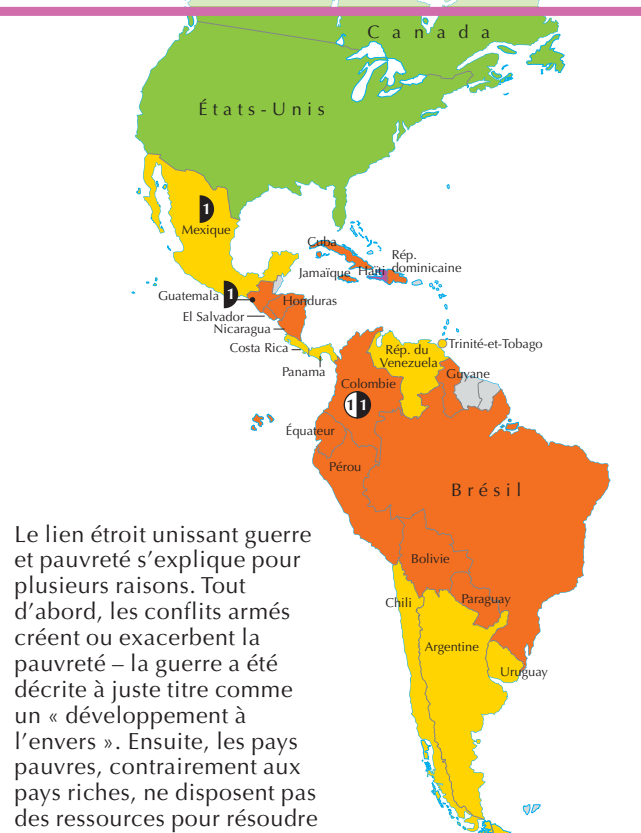 Canada
États-Unis
1
Mexique
Cuba
Rép.
dominicaine
Jamaïque
Haïti
Guatemala
1
Honduras
El Salvador
Nicaragua
Costa Rica
Panama
Trinité-et-Tobago
Rép. du
Venezuela
Guyane
Colombie
1 1
Équateur
Pérou
Brésil
Bolivie
Chili
Paraguay
Argentine
Uruguay
Le lien étroit unissant guerre
et pauvreté s’explique pour
plusieurs raisons. Tout
d’abord, les conflits armés
créent ou exacerbent la
pauvreté – la guerre a été
décrite à juste titre comme
un « développement à
l’envers ». Ensuite, les pays
pauvres, contrairement aux
pays riches, ne disposent pas
des ressources pour résoudre